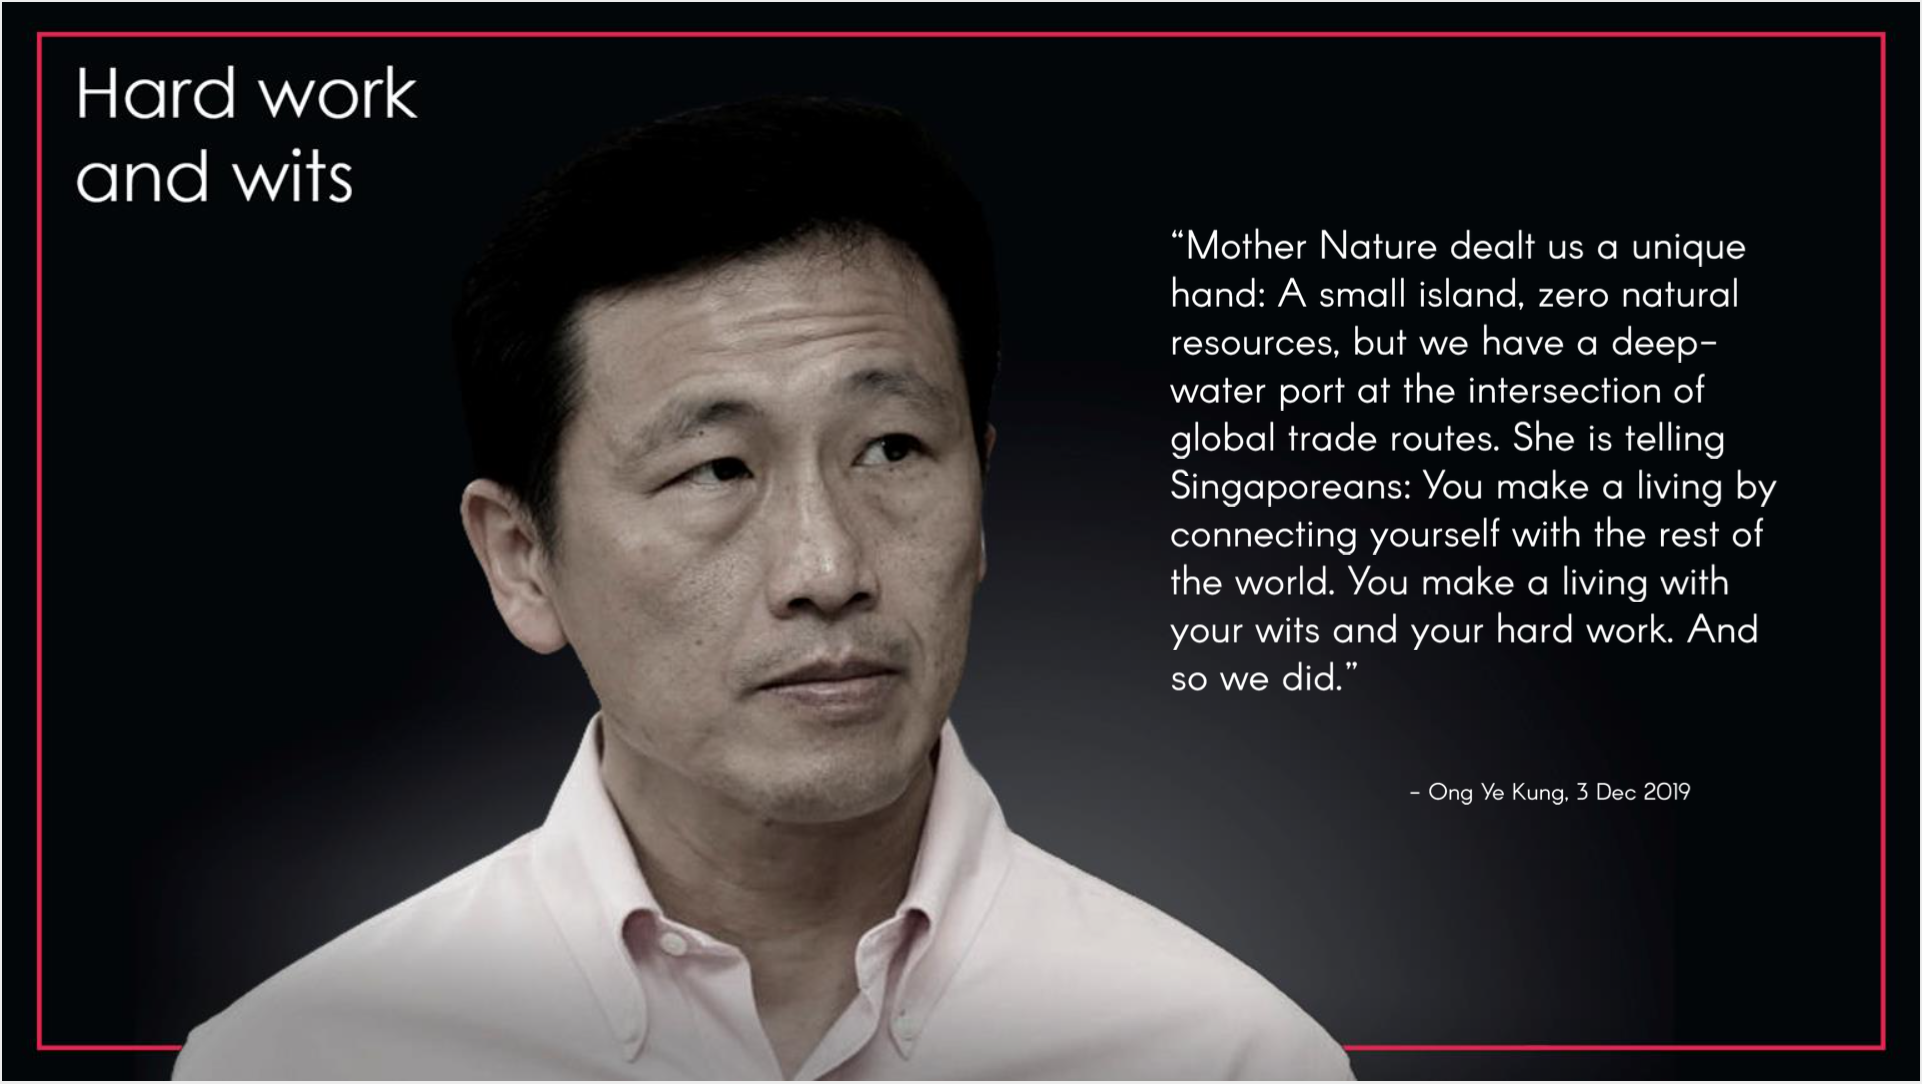 Hard work
and wits
“Mother Nature dealt us a unique
hand: A small island, zero natural
resources, but we have a deep-
water port at the intersection of
global trade routes. She is telling
Singaporeans: You make a living by
connecting yourself with the rest of
the world. You make a living with
your wits and your hard work. And
so we did.”
- Ong Ye Kung, 3 Dec 2019